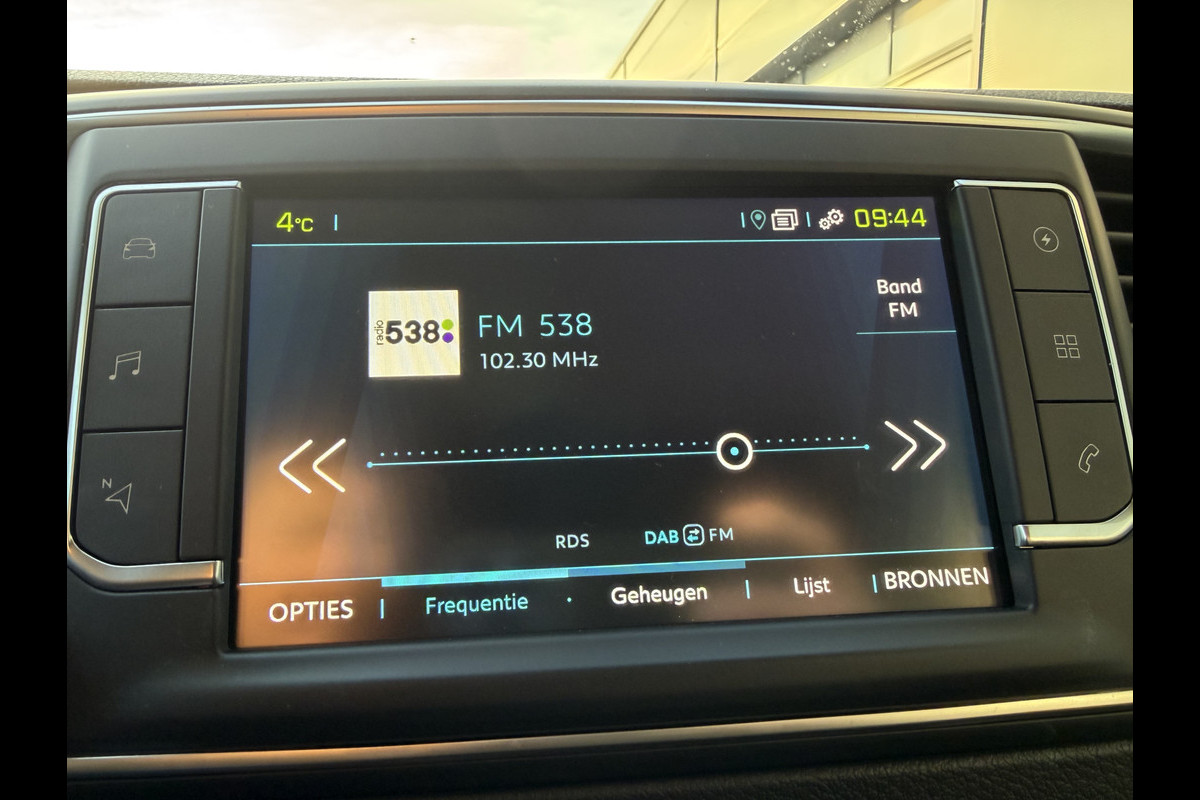 4°C
09:44
Band
FM
radio 538
FM 538
102.30 MHz
N
RDS
DAB FM
OPTIES
Frequentie
Geheugen
Lijst
BRONNEN